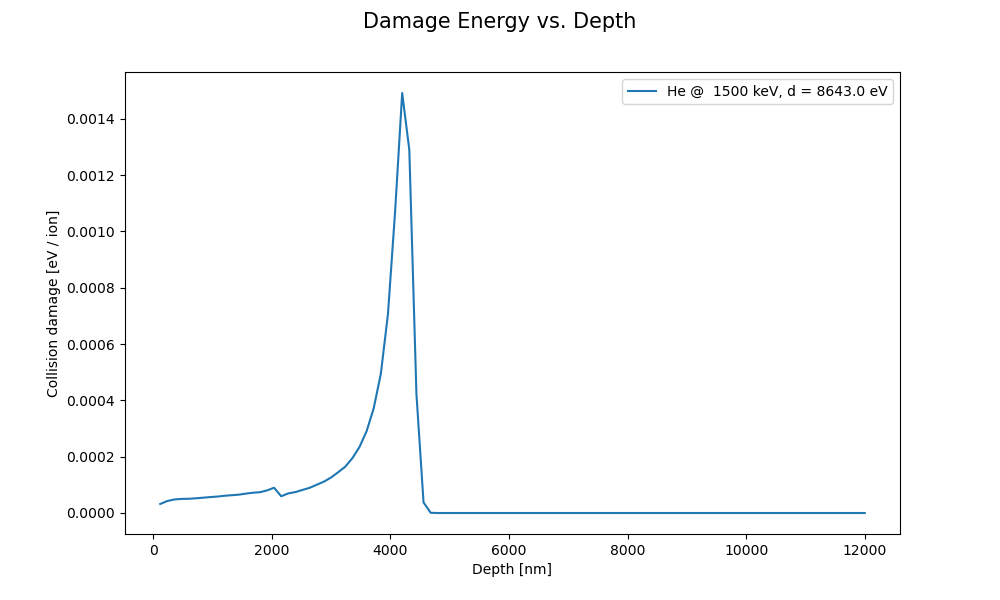 Damage Energy vs. Depth
He @  1500 keV, d = 8643.0 eV
Collision damage [eV / ion]
0.0014
0.0012
0.0010
0.0008
0.0006
0.0004
0.0002
0.0000
0 2000 4000 6000 8000 10000 12000
Depth [nm]